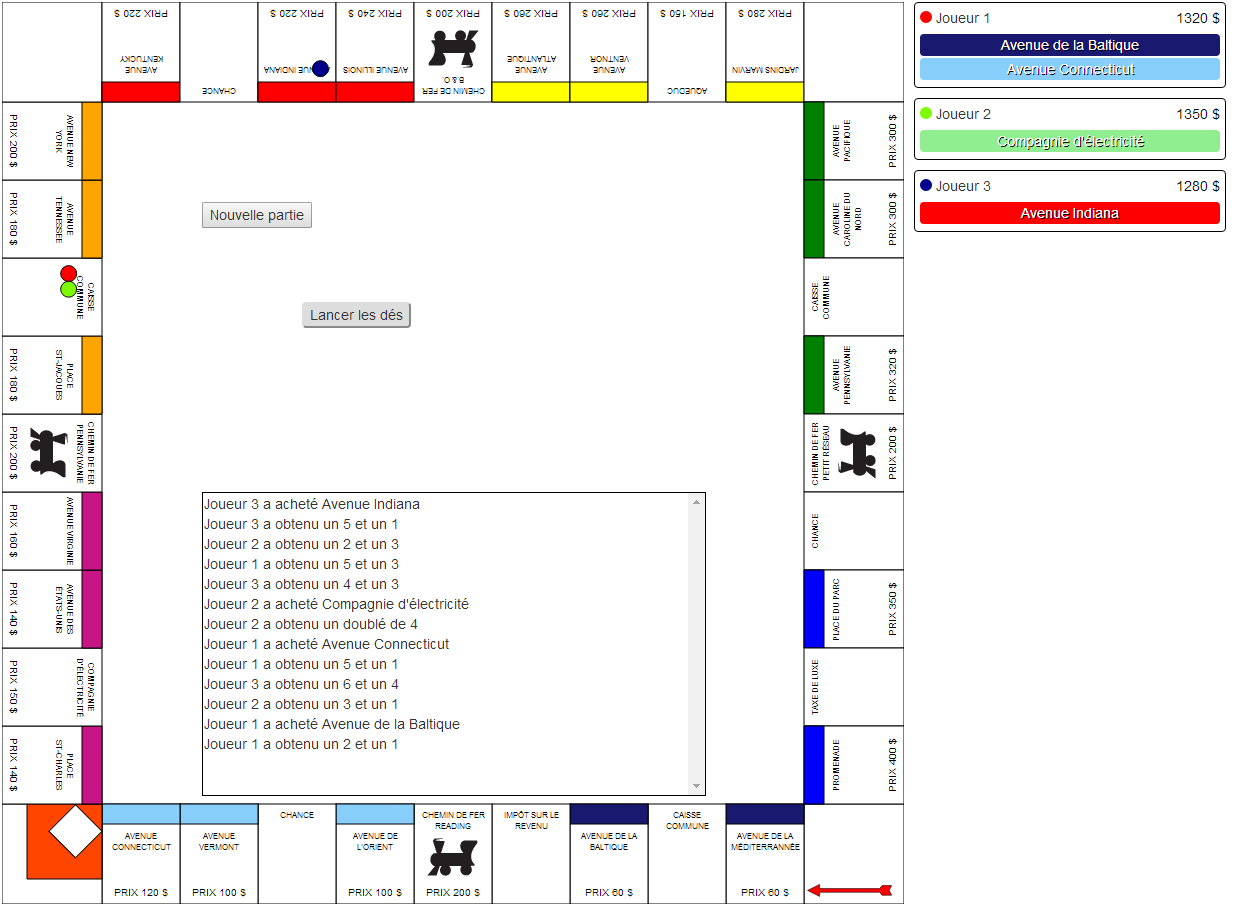 PRIX 220 $
AVENUE
KENTUCKY
CHANCE
PRIX 220 $
AVENUE INDIANA
PRIX 240 $
AVENUE ILLINOIS
PRIX 200 $
CHEMIN DE FER
B.& O.
PRIX 260 $
AVENUE
ATLANTIQUE
PRIX 260 $
AVENUE
VENTNOR
PRIX 150 $
AQUEDUC
PRIX 280 $
JARDINS MARVIN
Joueur 1
1320 $
Avenue de la Baltique
Avenue Connecticut
Joueur 2
1350 $
Compagnie d'électricité
Joueur 3
1280 $
Avenue Indiana
AVENUE NEW
YORK
PRIX 200 $
AVENUE
TENNESSEE
PRIX 180 $
CAISSE
COMMUNE
PLACE
ST-JACQUES
PRIX 180 $
CHEMIN DE FER
PENNSYLVANIE
PRIX 200 $
AVENUE VIRGINIE
PRIX 160 $
AVENUE DES
ÉTATS-UNIS
PRIX 140 $
COMPAGNIE
D'ÉLECTRICITÉ
PRIX 150 $
PLACE
ST-CHARLES
PRIX 140 $
Nouvelle partie
Lancer les dés
Joueur 3 a acheté Avenue Indiana
Joueur 3 a obtenu un 5 et un 1
Joueur 2 a obtenu un 2 et un 3
Joueur 1 a obtenu un 5 et un 3
Joueur 3 a obtenu un 4 et un 3
Joueur 2 a acheté Compagnie d'électricité
Joueur 2 a obtenu un doublé de 4
Joueur 1 a acheté Avenue Connecticut
Joueur 1 a obtenu un 5 et un 1
Joueur 3 a obtenu un 6 et un 4
Joueur 2 a obtenu un 3 et un 1
Joueur 1 a acheté Avenue de la Baltique
Joueur 1 a obtenu un 2 et un 1
AVENUE
PACIFIQUE
PRIX 300 $
AVENUE
CAROLINE DU
NORD
PRIX 300 $
CAISSE
COMMUNE
AVENUE
PENNSYLVANIE
PRIX 320 $
CHEMIN DE FER
PETIT RÉSEAU
PRIX 200 $
CHANCE
PLACE DU PARC
PRIX 350 $
TAXE DE LUXE
PROMENADE
PRIX 400 $
AVENUE
CONNECTICUT
PRIX 120 $
AVENUE
VERMONT
PRIX 100 $
CHANCE
AVENUE DE
L'ORIENT
PRIX 100 $
CHEMIN DE FER
READING
PRIX 200 $
IMPÔT SUR LE
REVENU
AVENUE DE LA
BALTIQUE
PRIX 60 $
CAISSE
COMMUNE
AVENUE DE LA
MÉDITERRANNÉE
PRIX 60 $